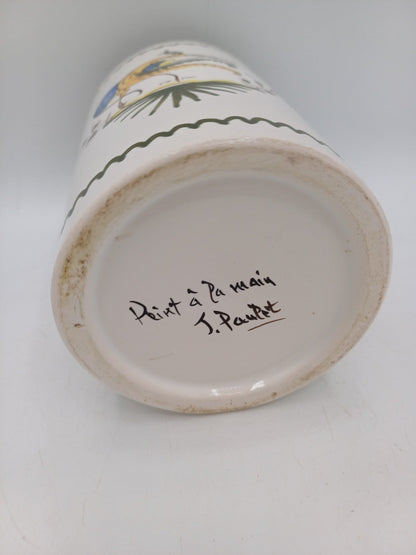 Peint à la main
J. Paulet